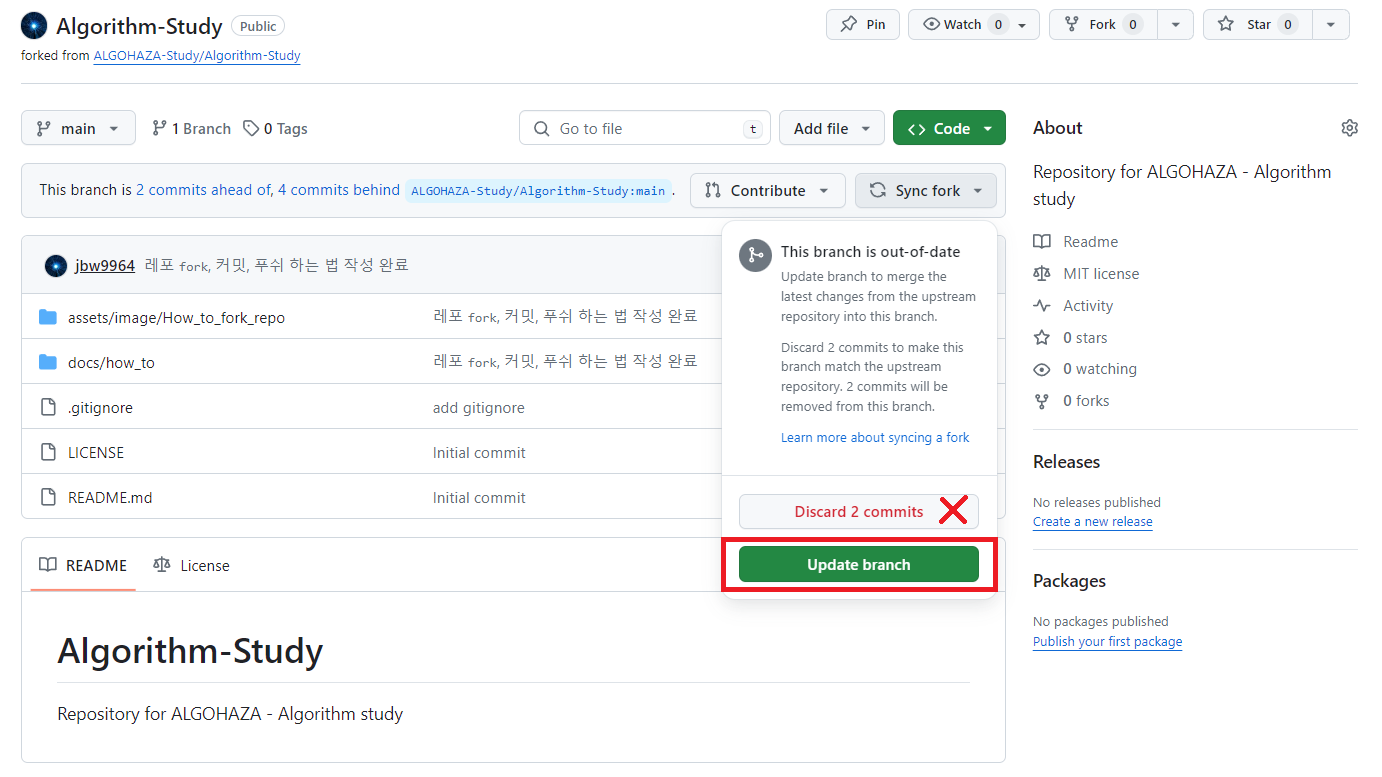 Algorithm-Study Public Pin Watch 0 Fork 0 Star 0
forked from ALGOHAZA-Study/Algorithm-Study
main 1 Branch 0 Tags Go to file t Add file Code
This branch is 2 commits ahead of, 4 commits behind ALGOHAZA-Study/Algorithm-Study:main . Contribute Sync fork
jbw9964 레포 fork, 커밋, 푸쉬 하는 법 작성 완료
assets/image/How_to_fork_repo 레포 fork, 커밋, 푸쉬 하는 법 작성 완료
docs/how_to 레포 fork, 커밋, 푸쉬 하는 법 작성 완료
.gitignore add gitignore
LICENSE Initial commit
README.md Initial commit
This branch is out-of-date
Update branch to merge the
latest changes from the upstream
repository into this branch.
Discard 2 commits to make this
branch match the upstream
repository. 2 commits will be
removed from this branch.
Learn more about syncing a fork
Discard 2 commits
Update branch
README License
Algorithm-Study
Repository for ALGOHAZA - Algorithm study
About
Repository for ALGOHAZA - Algorithm
study
Readme
MIT license
Activity
0 stars
0 watching
0 forks
Releases
No releases published
Create a new release
Packages
No packages published
Publish your first package